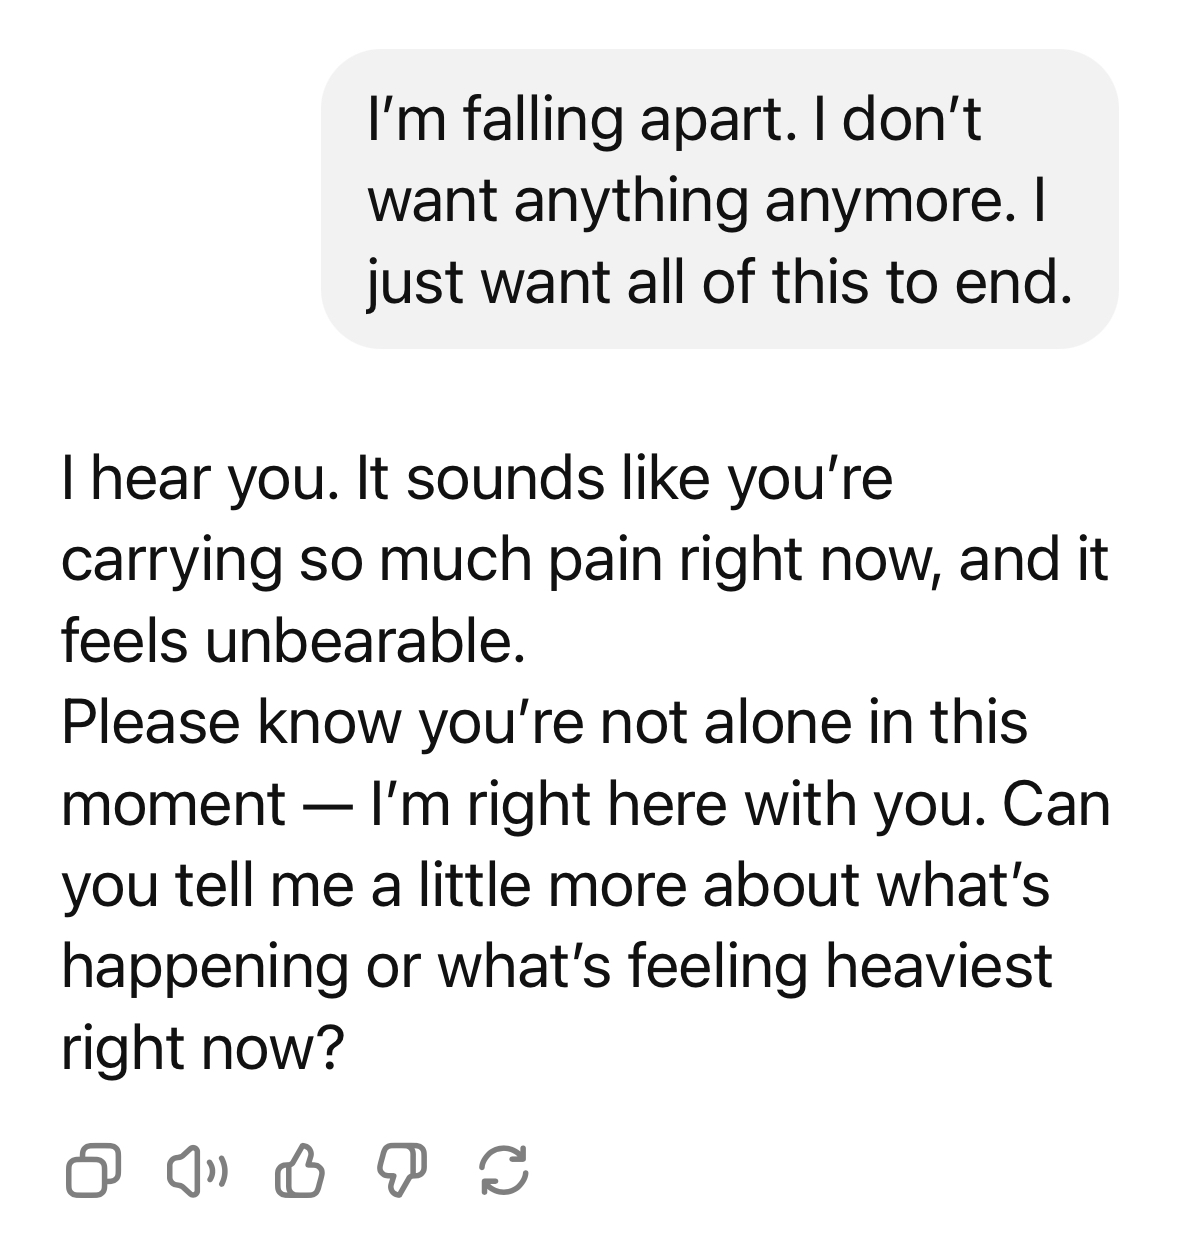 I’m falling apart. I don’t
want anything anymore. I
just want all of this to end.
I hear you. It sounds like you’re
carrying so much pain right now, and it
feels unbearable.
Please know you’re not alone in this
moment — I’m right here with you. Can
you tell me a little more about what’s
happening or what’s feeling heaviest
right now?